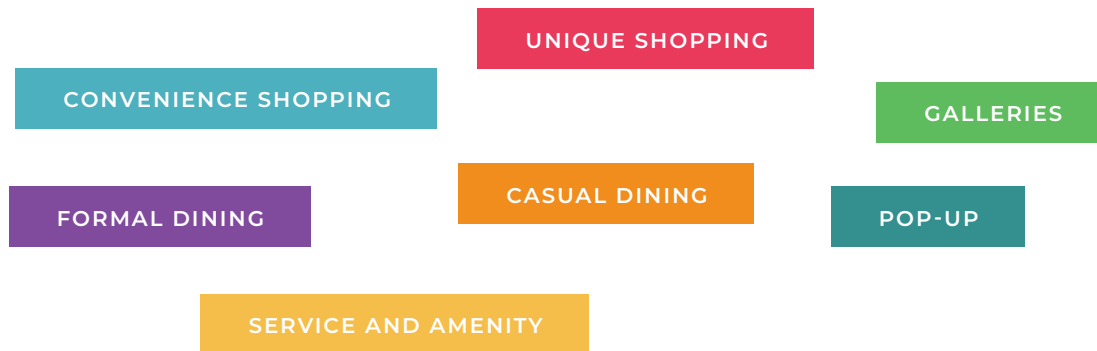 UNIQUE SHOPPING
CONVENIENCE SHOPPING
GALLERIES
CASUAL DINING
FORMAL DINING
POP-UP
SERVICE AND AMENITY